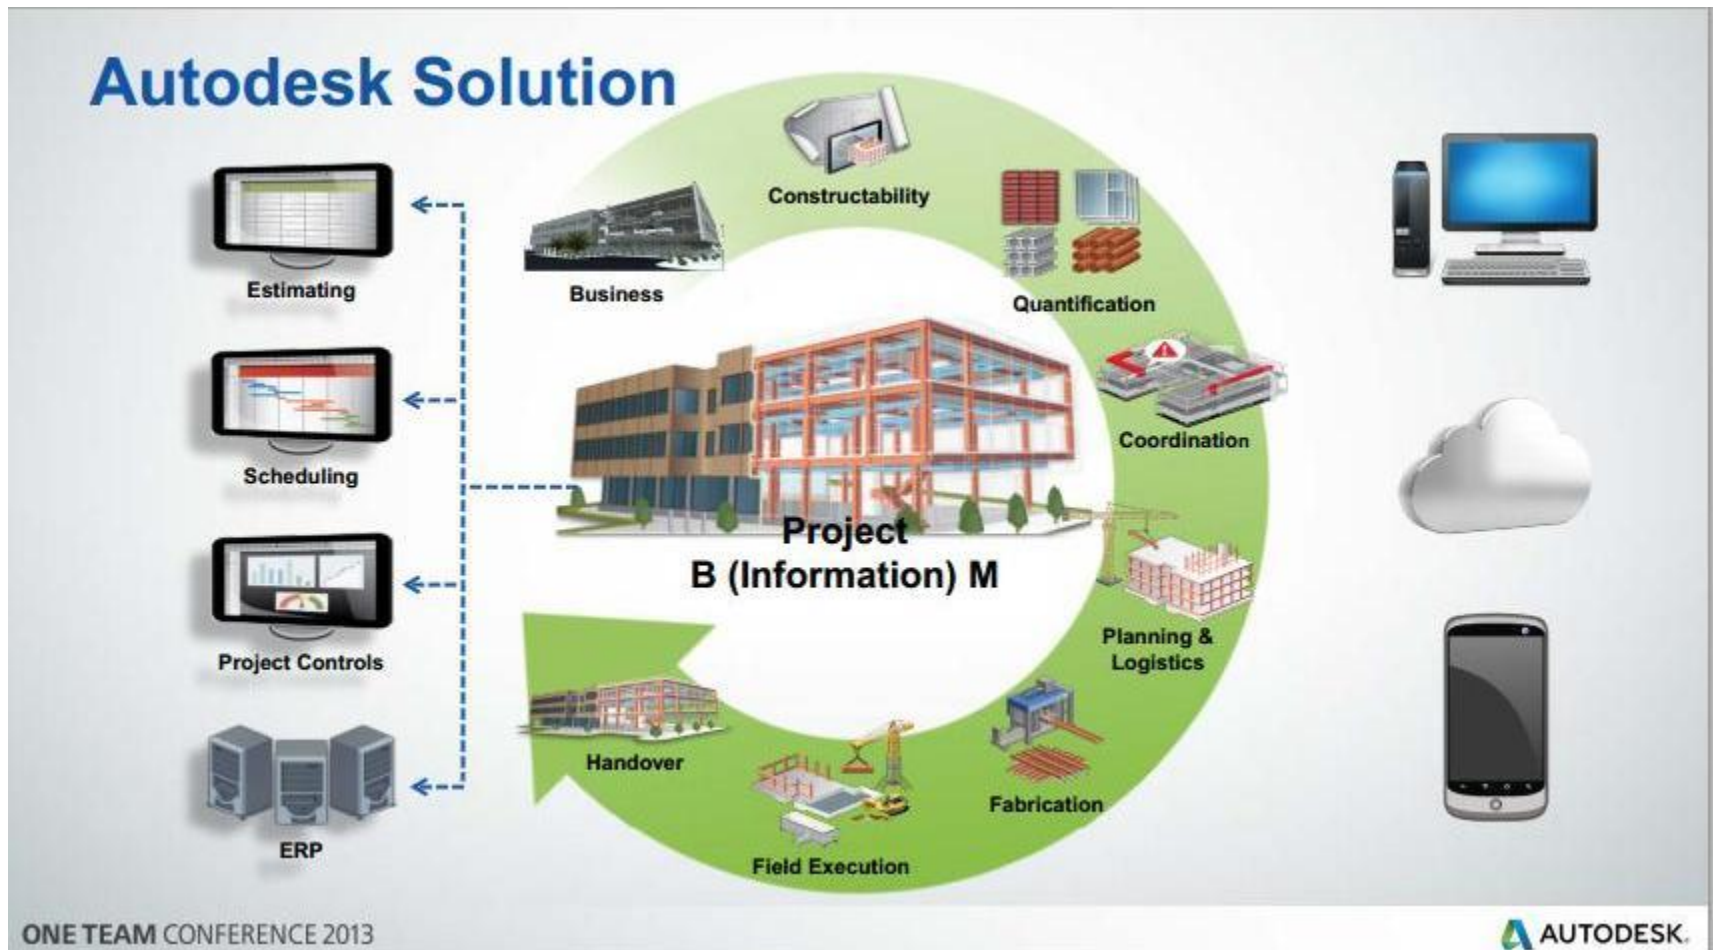 Autodesk Solution
Estimating
Scheduling
Project Controls
ERP
Business
Constructability
Quantification
Coordination
Planning &
Logistics
Fabrication
Field Execution
Handover
Project
B (Information) M
ONE TEAM CONFERENCE 2013
AUTODESK.